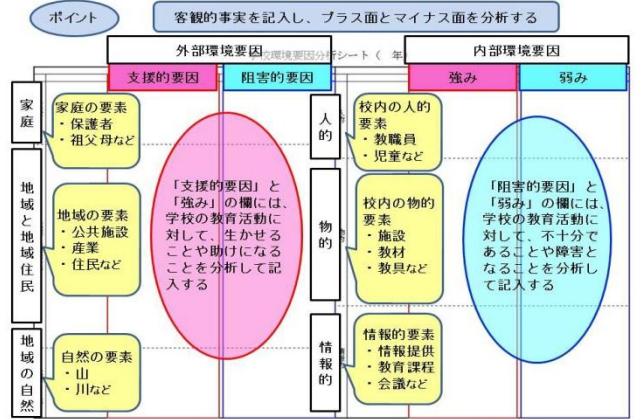 ポイント
客観的事実を記入し、プラス面とマイナス面を分析する
学校環境要因分析シート（　年）
外部環境要因
内部環境要因
支援的要因
阻害的要因
強み
弱み
家庭
家庭の要素
・保護者
・祖父母など
地域と地域住民
地域の要素
・公共施設
・産業
・住民など
地域の自然
自然の要素
・山
・川など
「支援的要因」と
「強み」の欄には、
学校の教育活動に
対して、生かせる
ことや助けになる
ことを分析して記
入する
人的
校内の人的
要素
・教職員
・児童など
物的
校内の物的
要素
・施設
・教材
・教具など
情報的
情報的要素
・情報提供
・教育課程
・会議など
「阻害的要因」と
「弱み」の欄には、
学校の教育活動に
対して、不十分で
あることや障害と
なることを分析し
て記入する